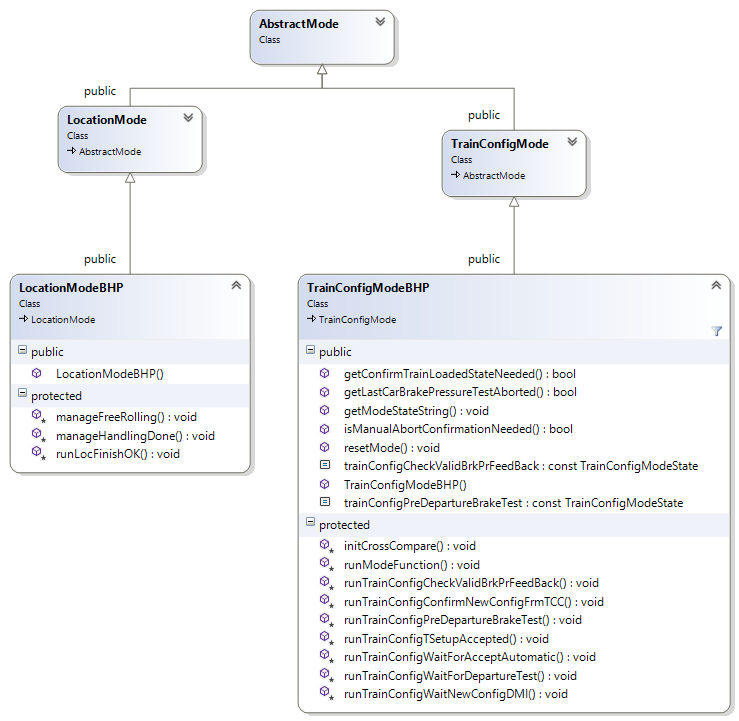 AbstractMode
Class
public
public
LocationMode
Class
AbstractMode
TrainConfigMode
Class
AbstractMode
public
public
LocationModeBHP
Class
LocationMode
public
LocationModeBHP()
protected
manageFreeRolling() : void
manageHandlingDone() : void
runLocFinishOK() : void
TrainConfigModeBHP
Class
TrainConfigMode
public
getConfirmTrainLoadedStateNeeded() : bool
getLastCarBrakePressureTestAborted() : bool
getModeStateString() : void
isManualAbortConfirmationNeeded() : bool
resetMode() : void
trainConfigCheckValidBrkPrFeedBack : const TrainConfigModeState
TrainConfigModeBHP()
trainConfigPreDepartureBrakeTest : const TrainConfigModeState
protected
initCrossCompare() : void
runModeFunction() : void
runTrainConfigCheckValidBrkPrFeedBack() : void
runTrainConfigConfirmNewConfigFrmTCC() : void
runTrainConfigPreDepartureBrakeTest() : void
runTrainConfigTSetupAccepted() : void
runTrainConfigWaitForAcceptAutomatic() : void
runTrainConfigWaitForDepartureTest() : void
runTrainConfigWaitNewConfigDMI() : void